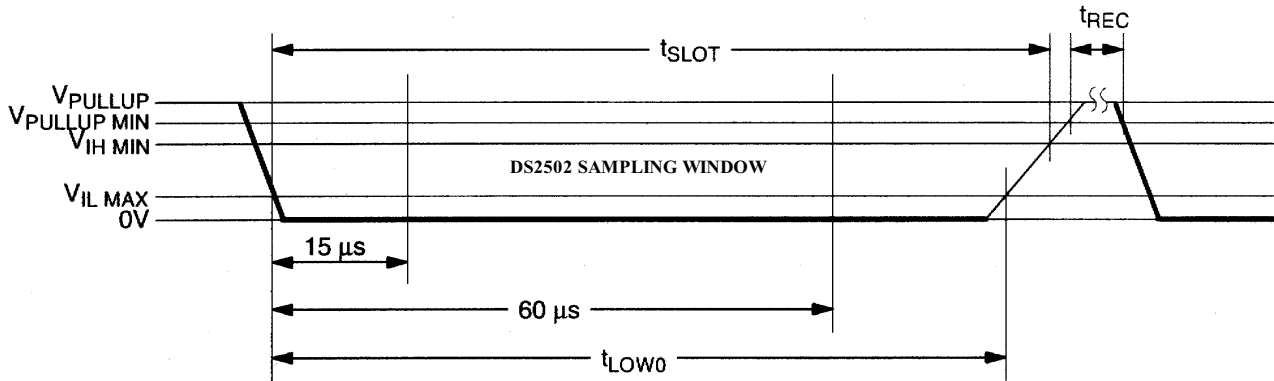 tREC
tSLOT
VPULLUP
VPULLUP MIN
VIH MIN
DS2502 SAMPLING WINDOW
VIL MAX
0V
15 µs
60 µs
tLOW0